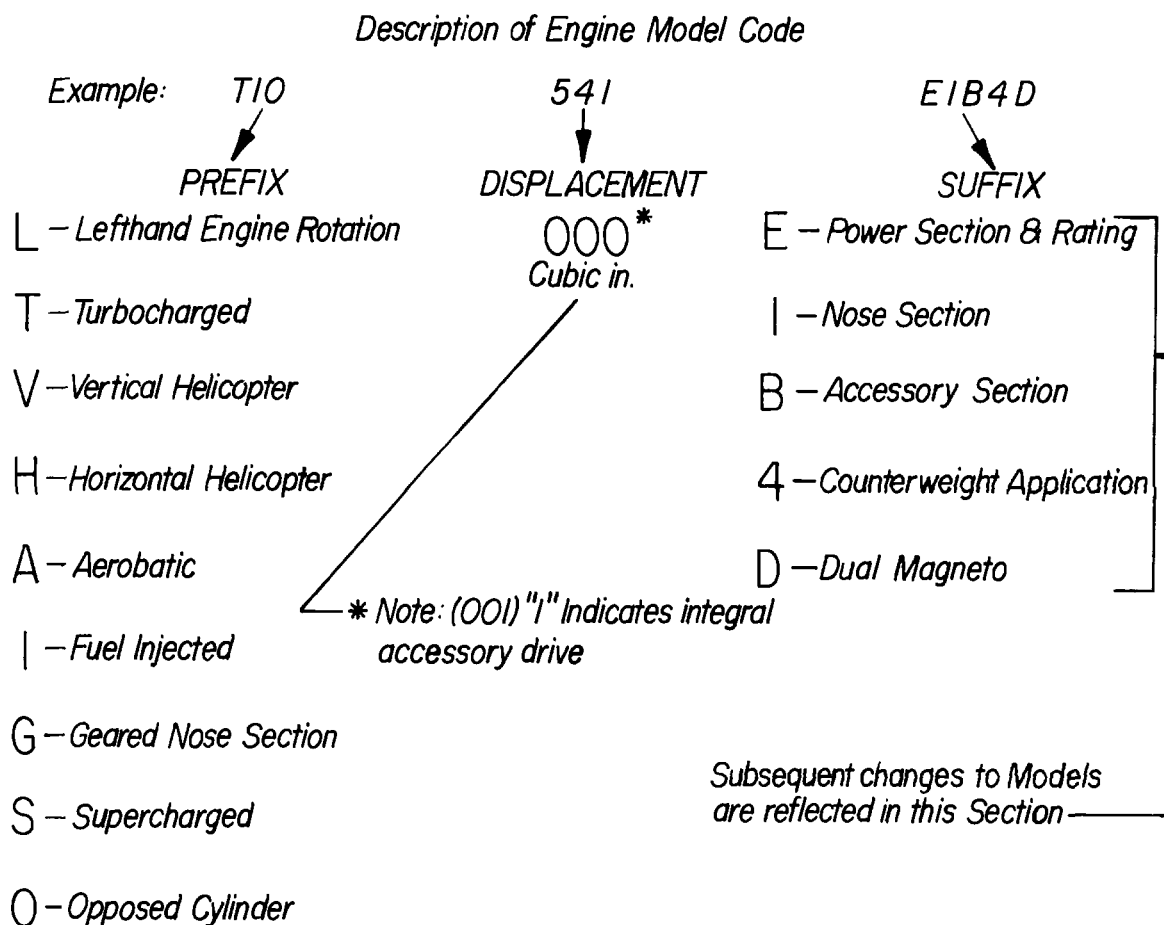 Description of Engine Model Code
Example: TIO 541 E1B4D
PREFIX DISPLACEMENT SUFFIX
L – Lefthand Engine Rotation
T – Turbocharged
V – Vertical Helicopter
H – Horizontal Helicopter
A – Aerobatic
I – Fuel Injected
G – Geared Nose Section
S – Supercharged
O – Opposed Cylinder
000*
Cubic in.
* Note: (001) "1" Indicates integral
accessory drive
E – Power Section & Rating
1 – Nose Section
B – Accessory Section
4 – Counterweight Application
D – Dual Magneto
Subsequent changes to Models
are reflected in this Section